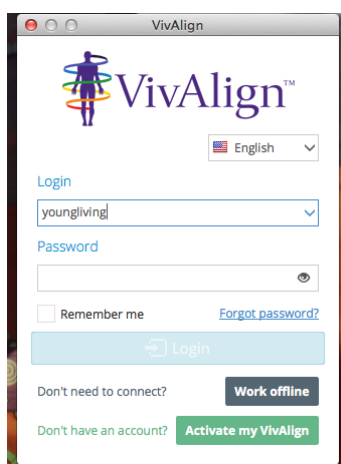 VivAlign
VivAlign™
English
Login
youngliving
Password
Remember me Forgot password?
Login
Don't need to connect? Work offline
Don't have an account? Activate my VivAlign